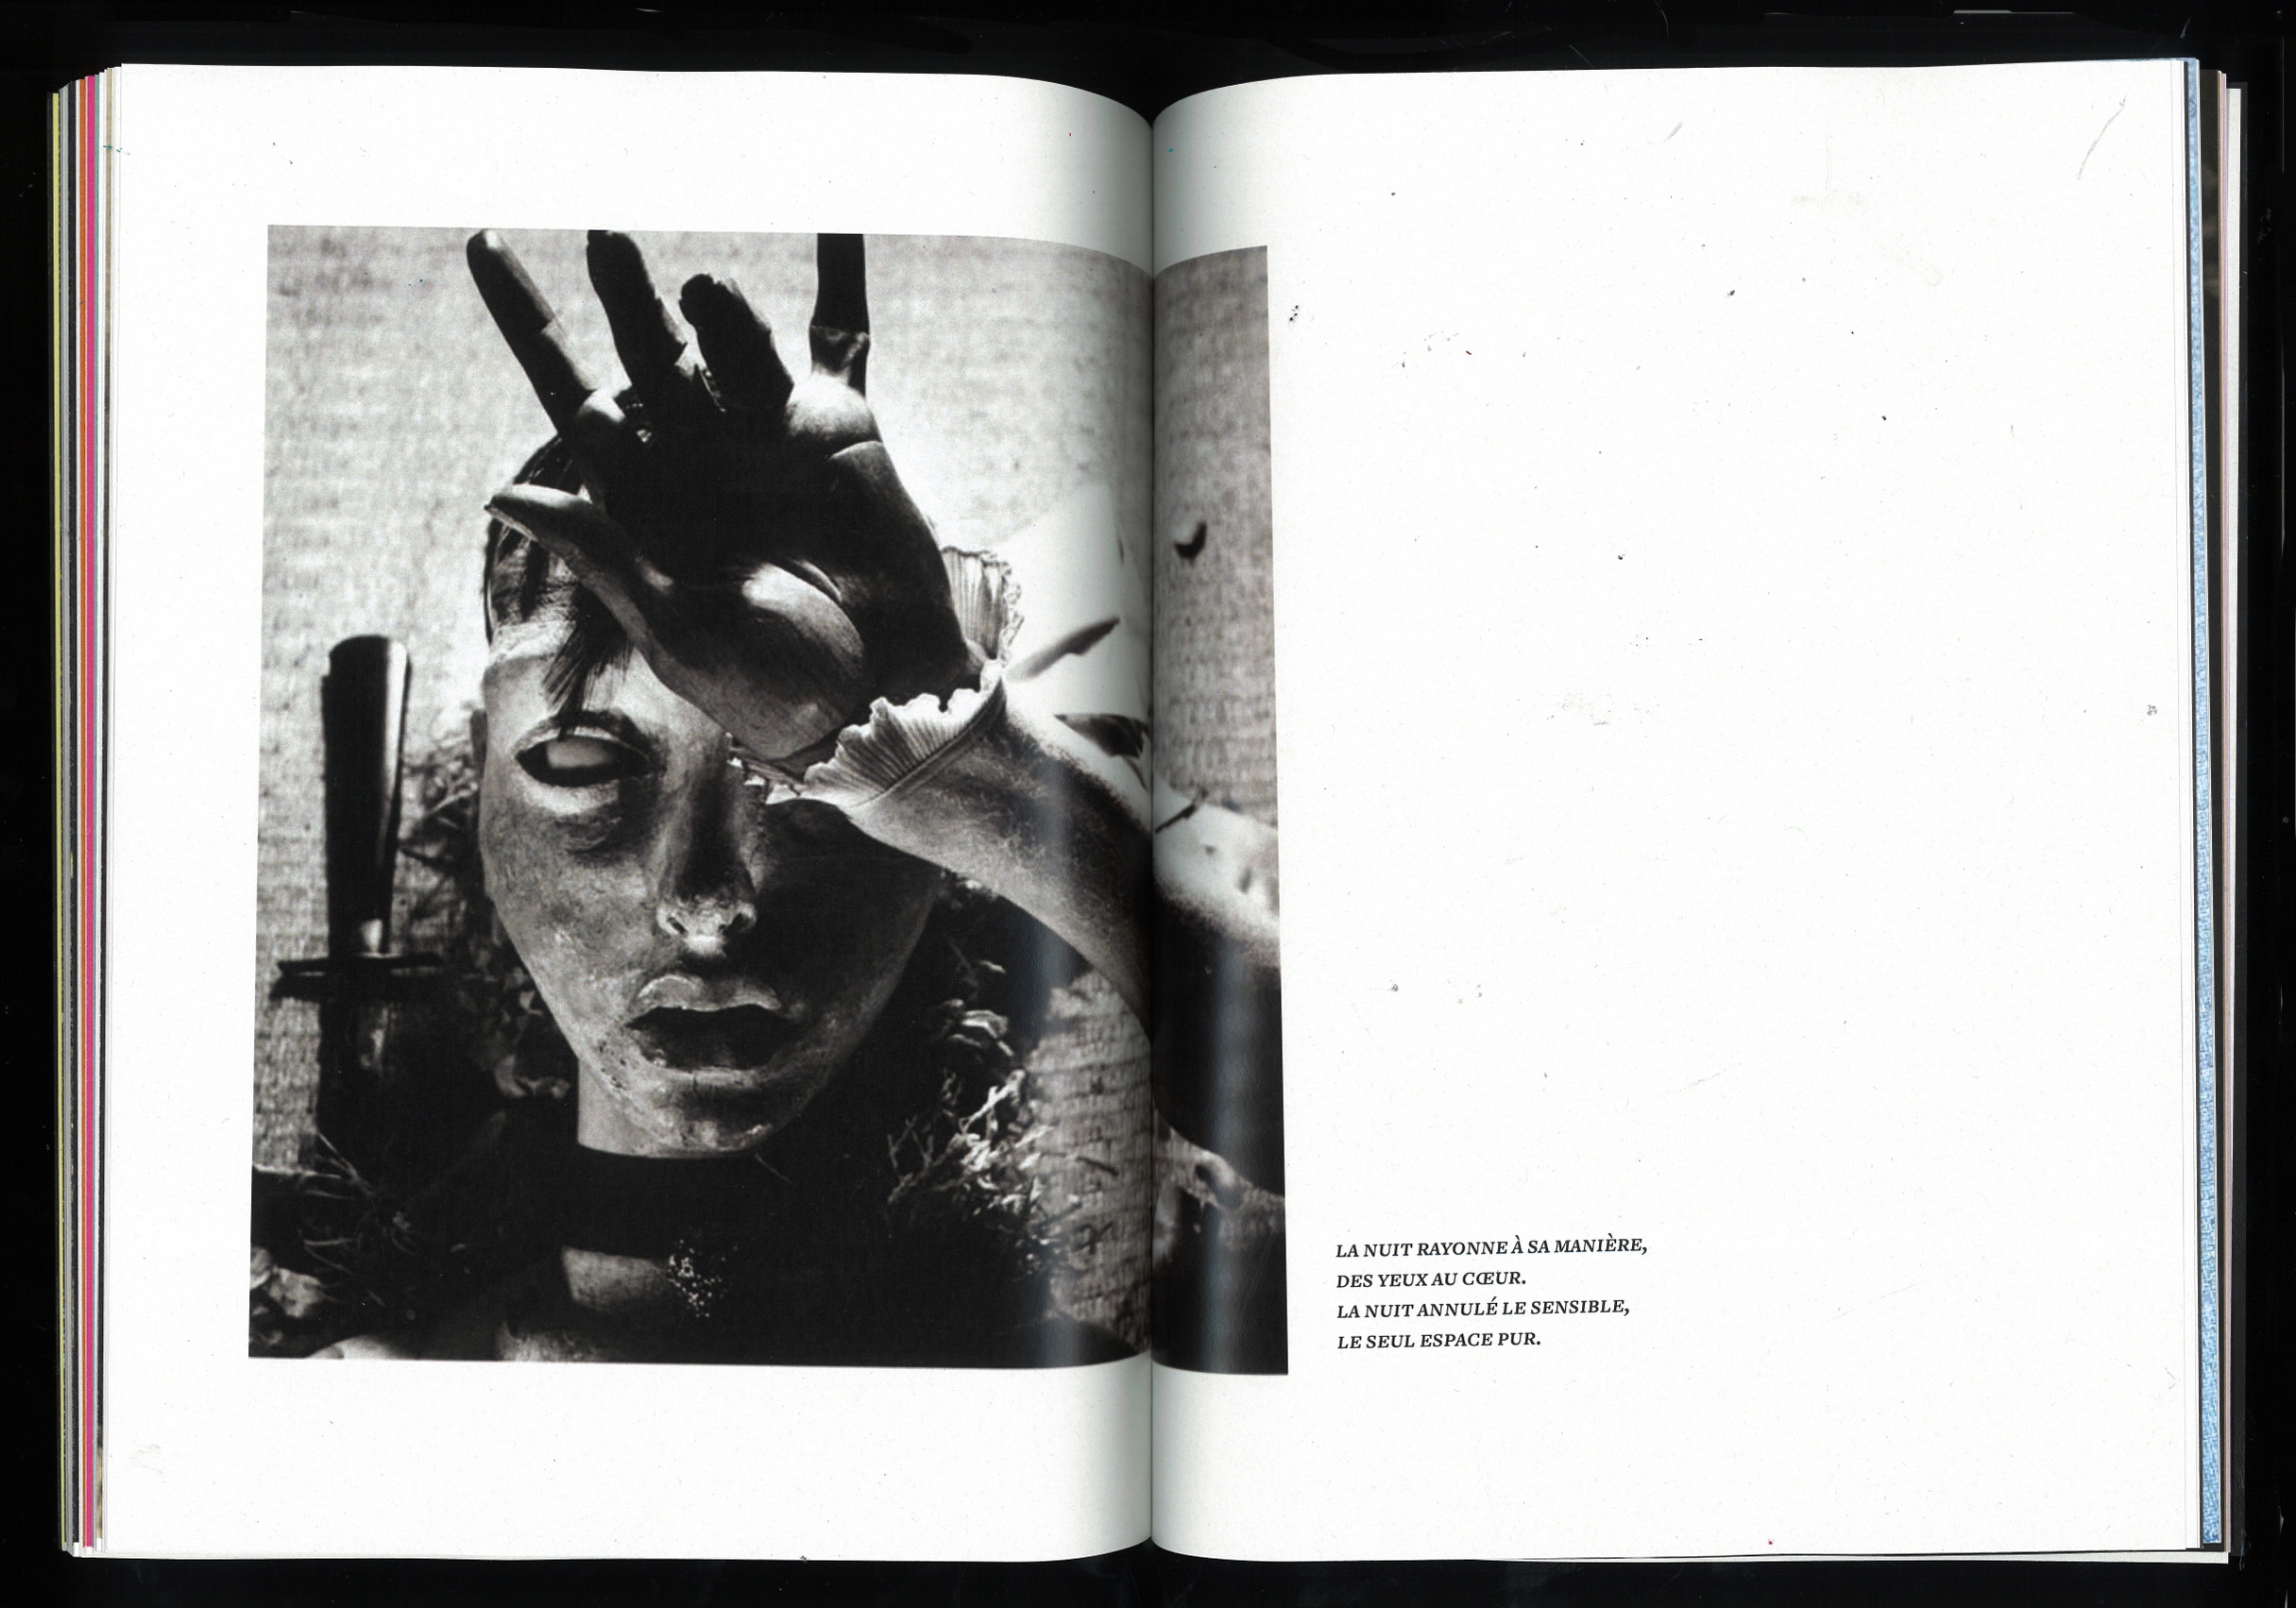 LA NUIT RAYONNE À SA MANIÈRE,
DES YEUX AU CŒUR.
LA NUIT ANNULÉ LE SENSIBLE,
LE SEUL ESPACE PUR.